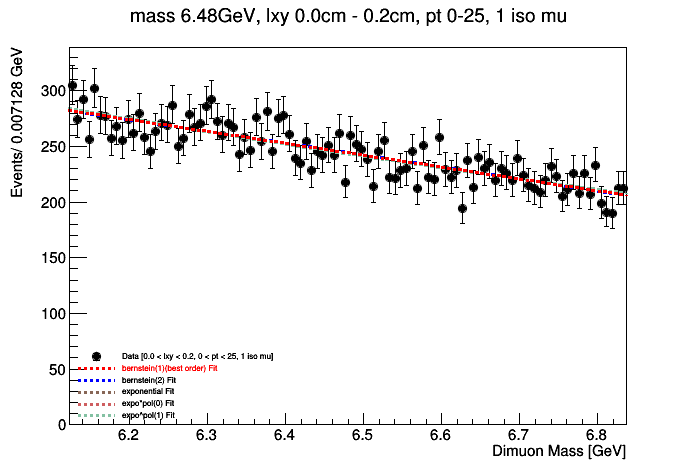 mass 6.48GeV, lxy 0.0cm - 0.2cm, pt 0-25, 1 iso mu
Events/ 0.007128 GeV
300
250
200
150
100
50
0
Data [0.0 < lxy < 0.2, 0 < pt < 25, 1 iso mu]
bernstein(1)(best order) Fit
bernstein(2) Fit
exponential Fit
expo*pol(0) Fit
expo*pol(1) Fit
6.2 6.3 6.4 6.5 6.6 6.7 6.8
Dimuon Mass [GeV]